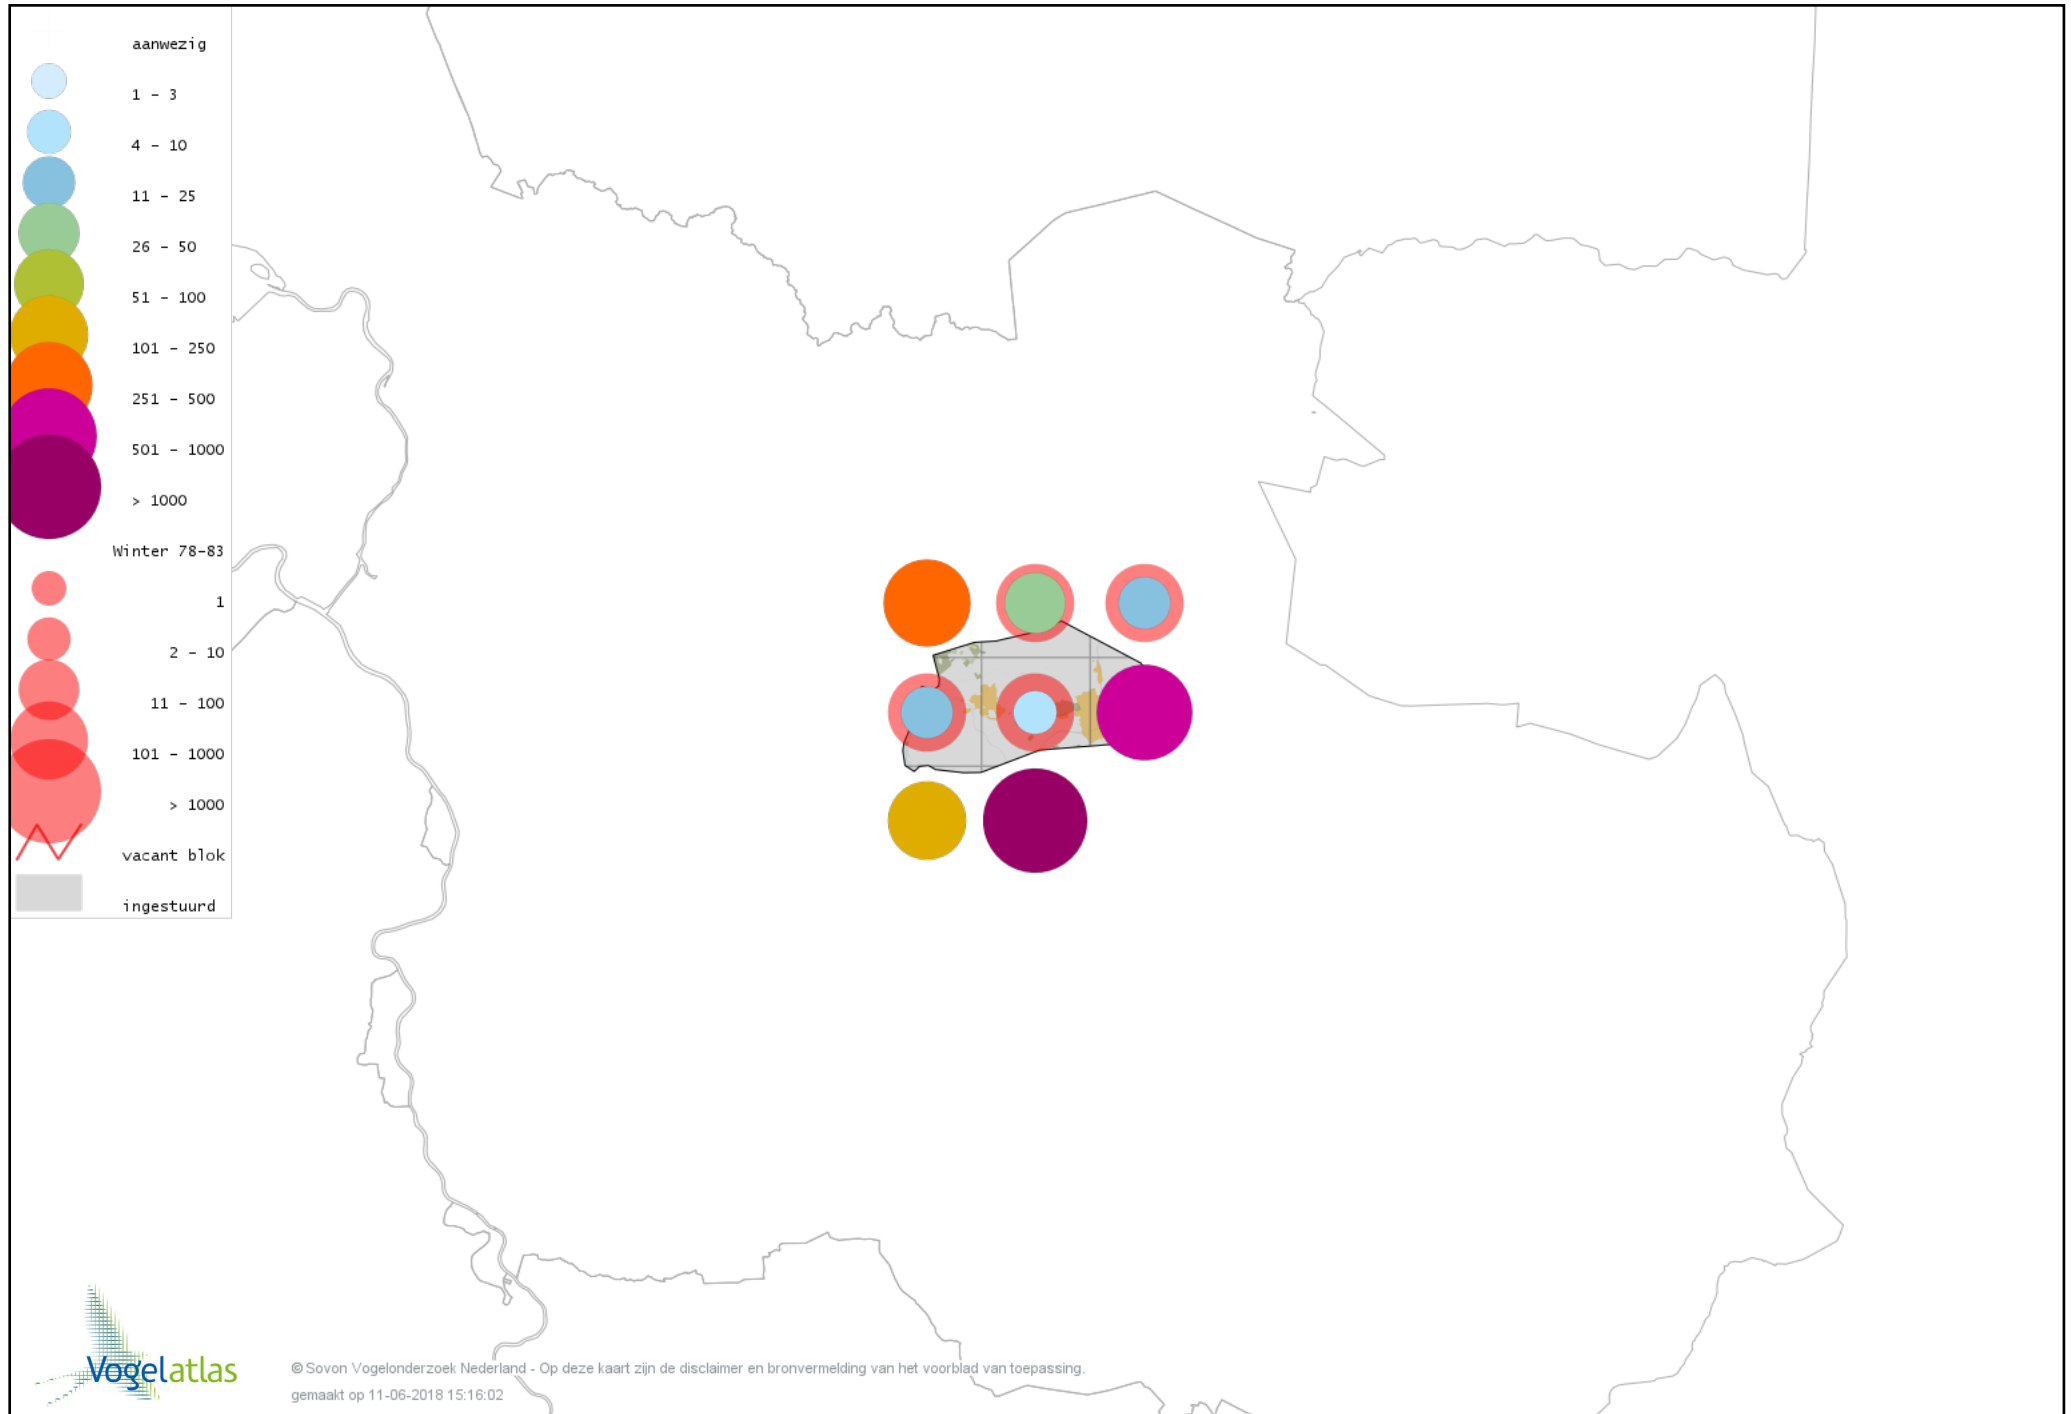 aanwezig
1 - 3
4 - 10
11 - 25
26 - 50
51 - 100
101 - 250
251 - 500
501 - 1000
> 1000
Winter 78-83
1
2 - 10
11 - 100
101 - 1000
> 1000
vacant blok
ingestuurd
Vogelatlas
© Sovon Vogelonderzoek Nederland - Op deze kaart zijn de disclaimer en bronvermelding van het voorblad van toepassing.
gemaakt op 11-06-2018 15:16:02